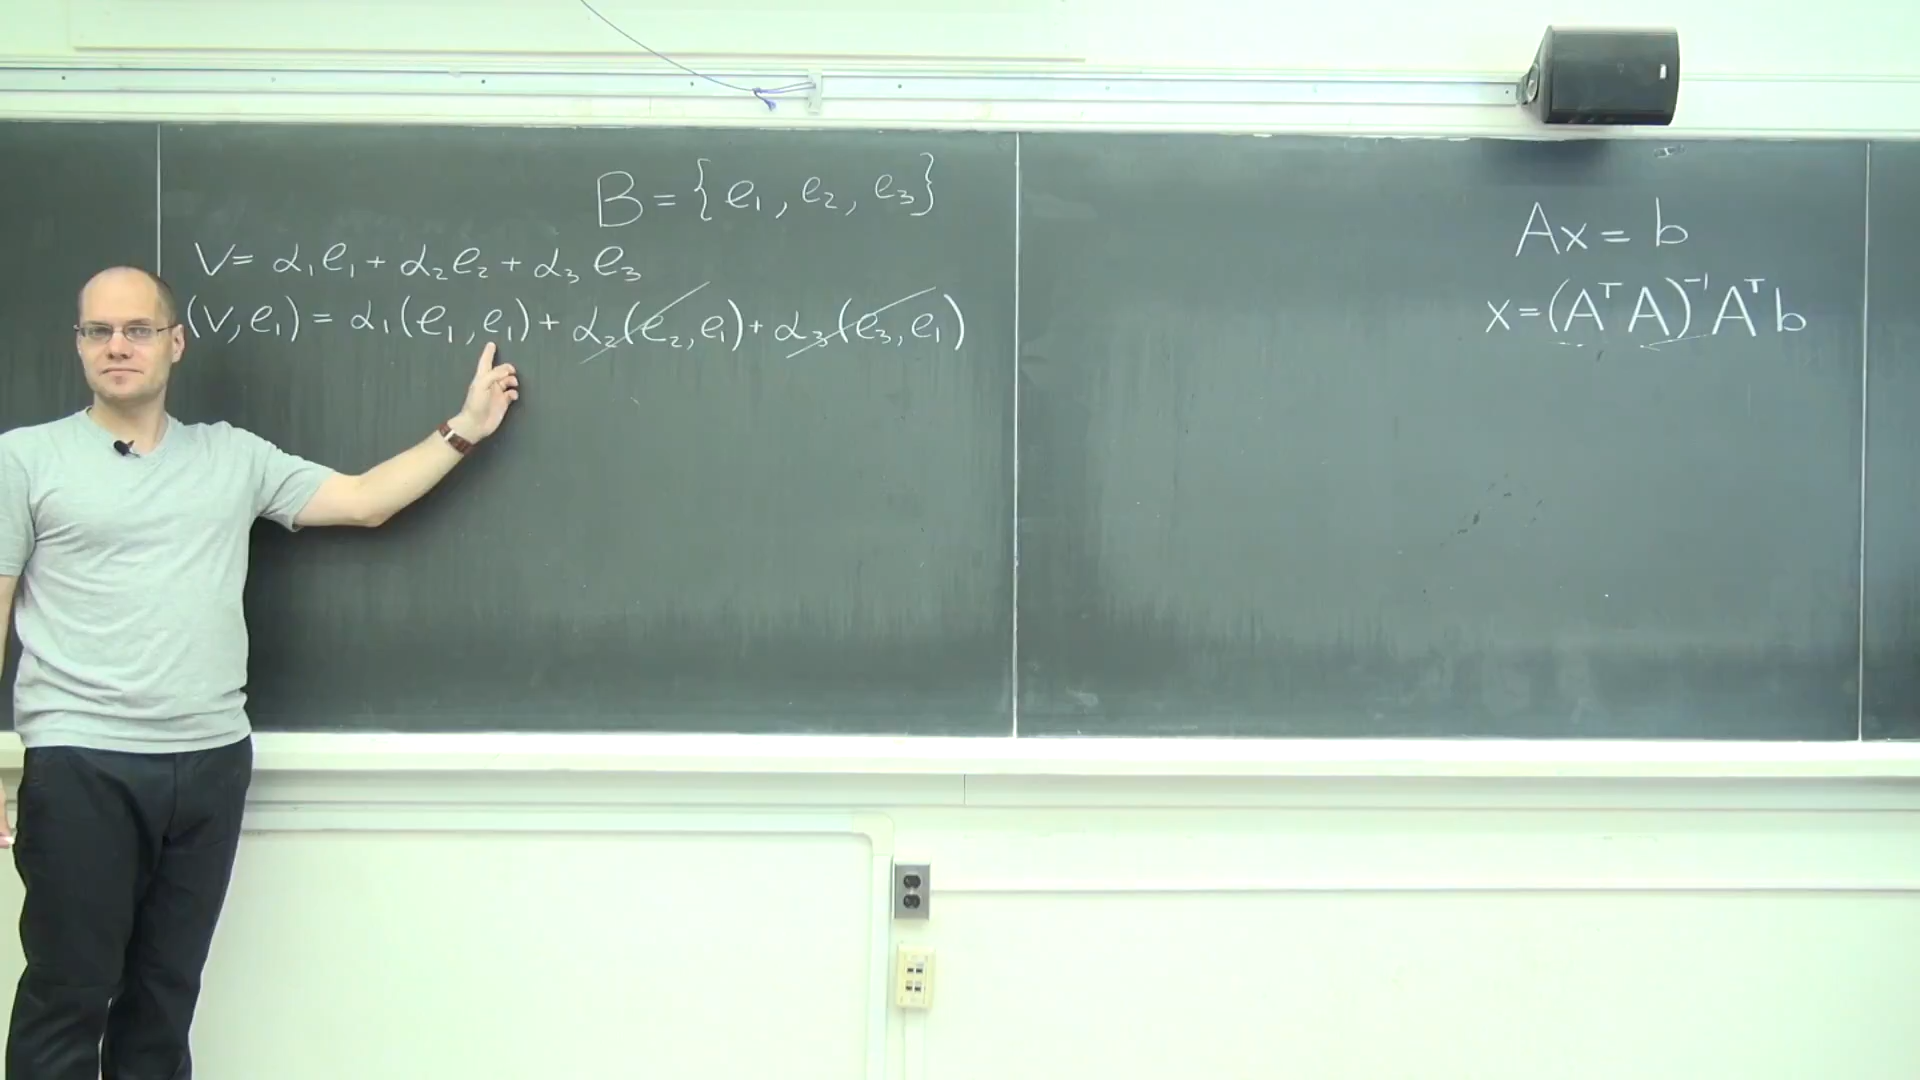 B = {e₁, e₂, e₃}
V = α₁e₁ + α₂e₂ + α₃e₃
(V, e₁) = α₁(e₁, e₁) + α₂(e₂, e₁) + α₃(e₃, e₁)
Ax = b
x = (AᵀA)⁻¹Aᵀb